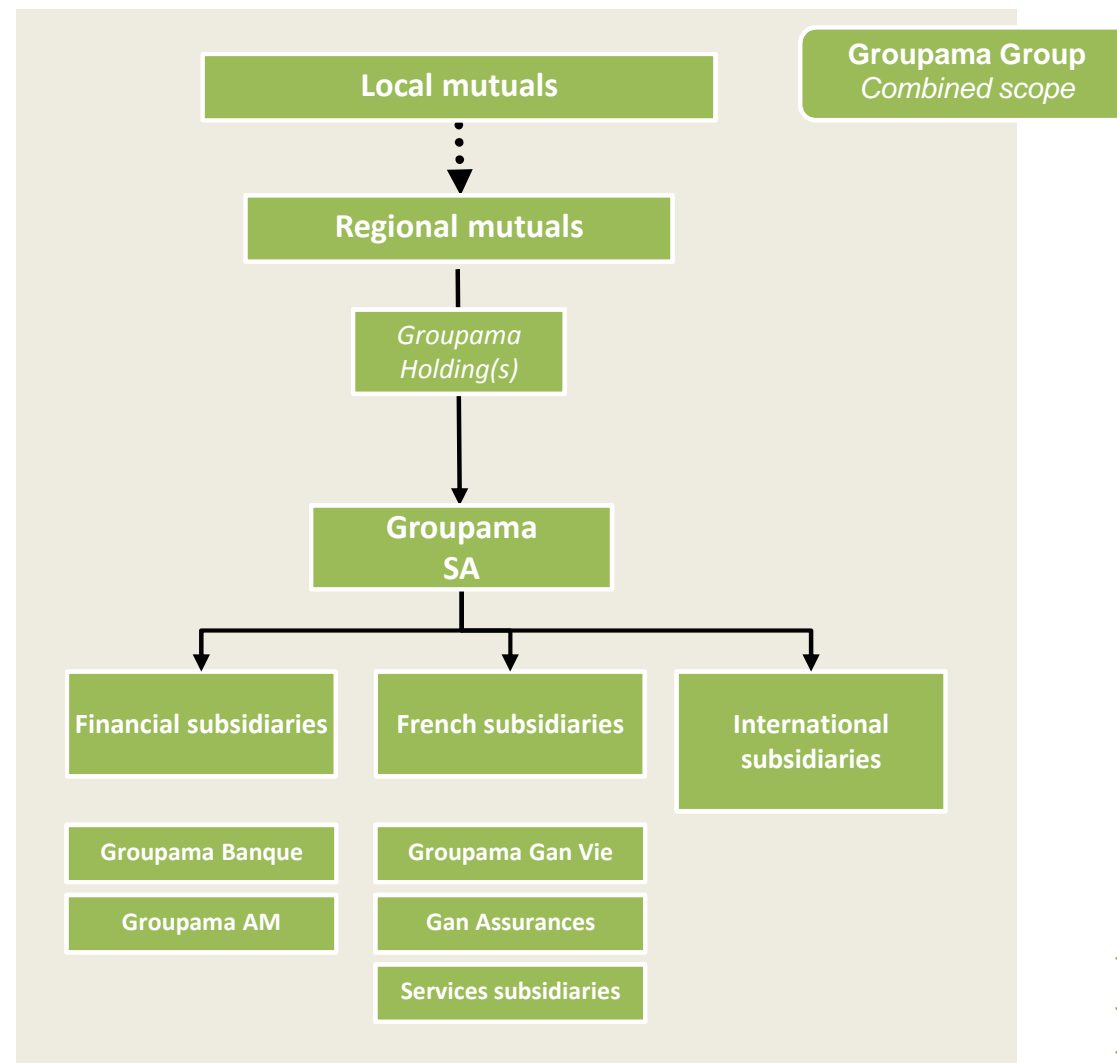 Groupama Group
Combined scope
Local mutuals
Regional mutuals
Groupama
Holding(s)
Groupama
SA
Financial subsidiaries
French subsidiaries
International
subsidiaries
Groupama Banque
Groupama Gan Vie
Groupama AM
Gan Assurances
Services subsidiaries